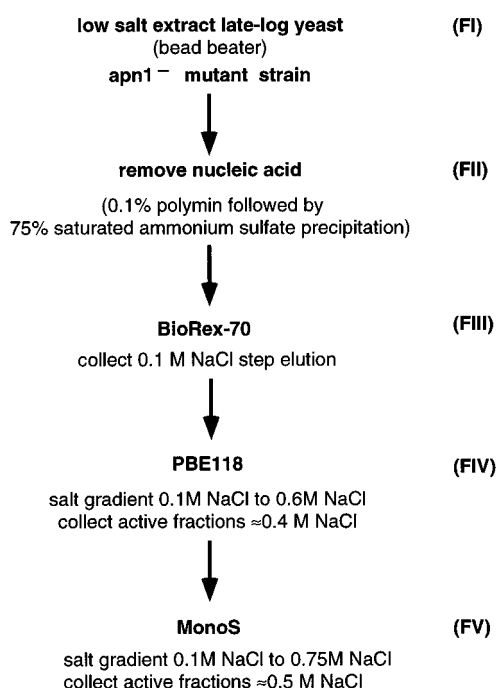 low salt extract late-log yeast (FI)
(bead beater)
apn1⁻ mutant strain
remove nucleic acid (FII)
(0.1% polymin followed by
75% saturated ammonium sulfate precipitation)
BioRex-70 (FIII)
collect 0.1 M NaCl step elution
PBE118 (FIV)
salt gradient 0.1M NaCl to 0.6M NaCl
collect active fractions ≈0.4 M NaCl
MonoS (FV)
salt gradient 0.1M NaCl to 0.75M NaCl
collect active fractions ≈0.5 M NaCl